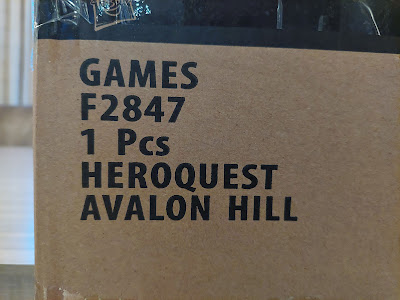 GAMES
F2847
1 Pcs
HEROQUEST
AVALON HILL